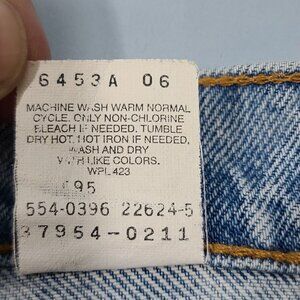 6453A 06
MACHINE WASH WARM NORMAL
CYCLE. ONLY NON-CHLORINE
BLEACH IF NEEDED. TUMBLE
DRY HOT. HOT IRON IF NEEDED.
WASH AND DRY
WITH LIKE COLORS.
WPL 423
195
554-0396 22624-5
37954-0211